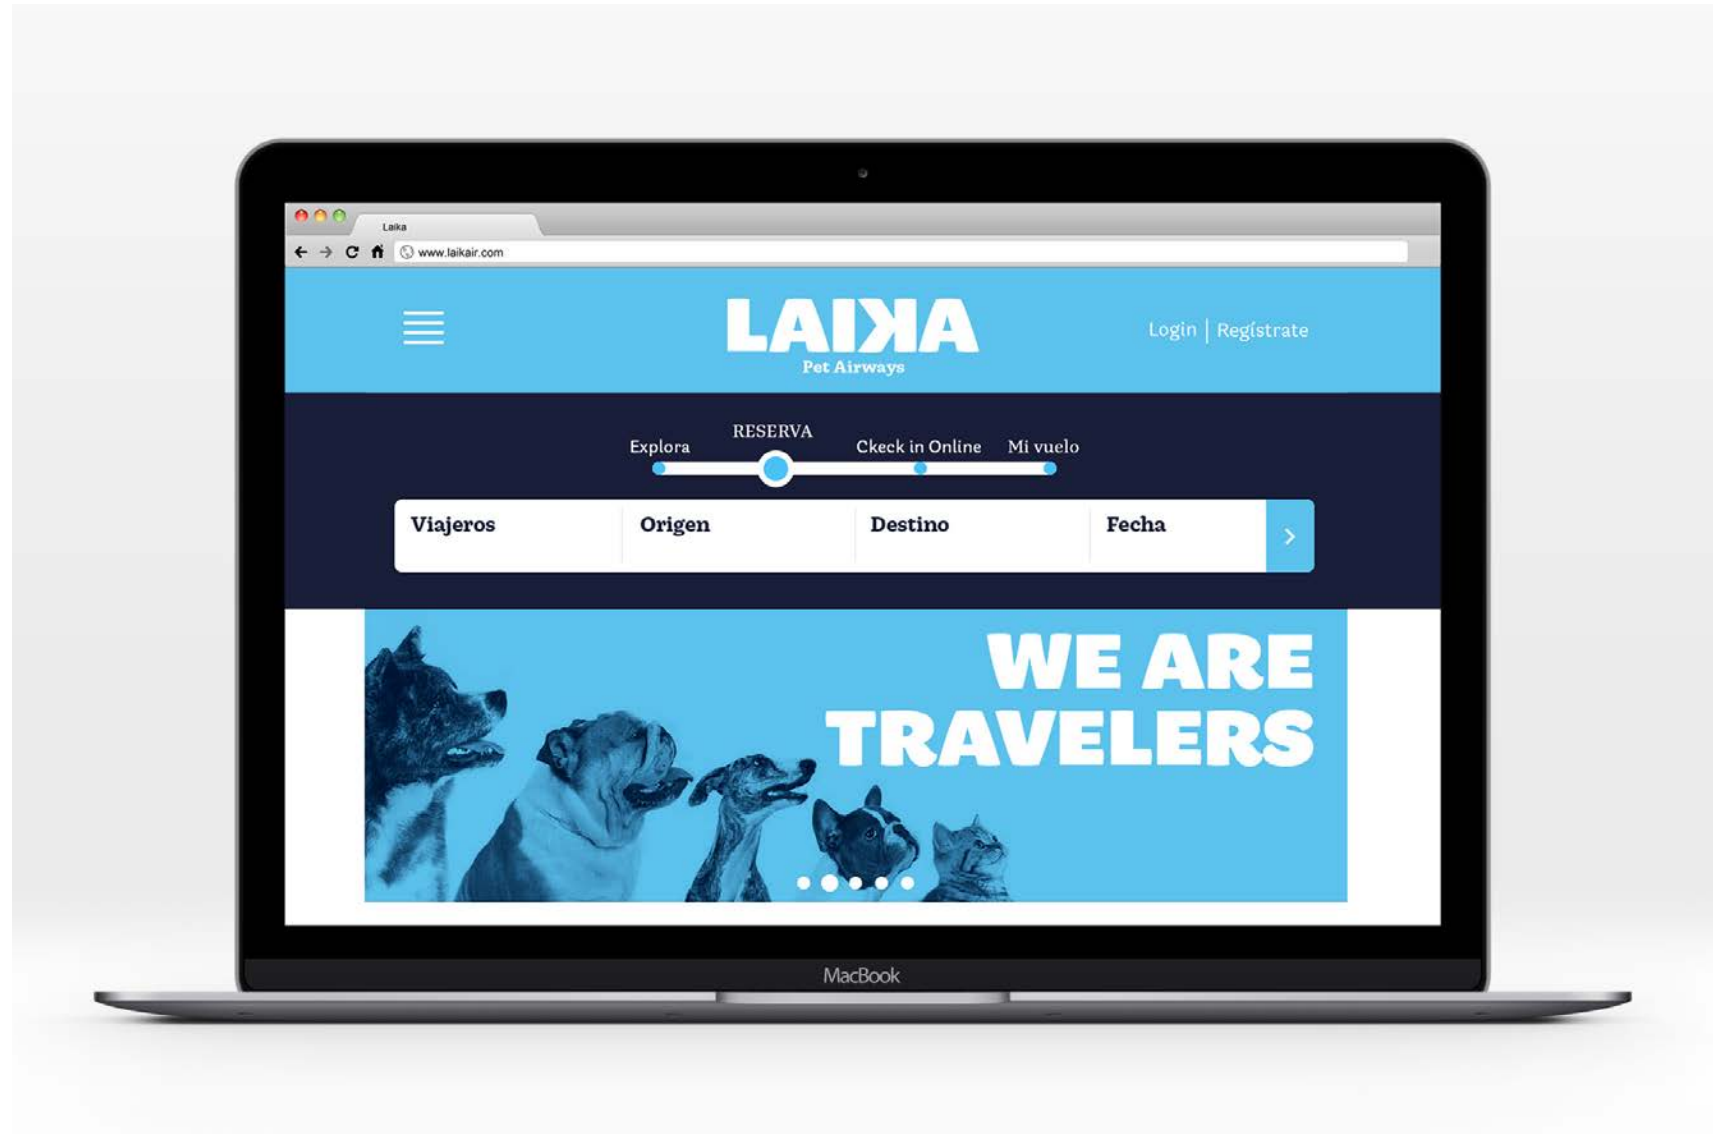 Laika
www.laikair.com
LAIKA
Pet Airways
Login | Regístrate
Explora
RESERVA
Ckeck in Online
Mi vuelo
Viajeros
Origen
Destino
Fecha
WE ARE
TRAVELERS
MacBook